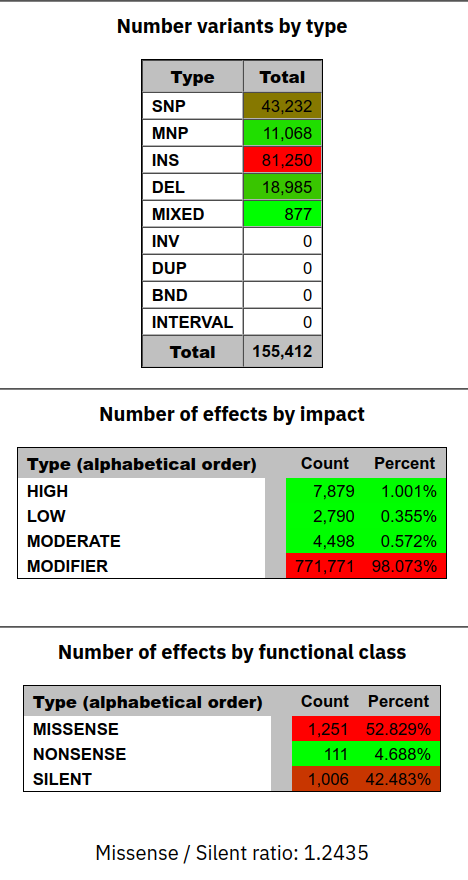 Number variants by type
Type Total
SNP 43,232
MNP 11,068
INS 81,250
DEL 18,985
MIXED 877
INV 0
DUP 0
BND 0
INTERVAL 0
Total 155,412
Number of effects by impact
Type (alphabetical order) Count Percent
HIGH 7,879 1.001%
LOW 2,790 0.355%
MODERATE 4,498 0.572%
MODIFIER 771,771 98.073%
Number of effects by functional class
Type (alphabetical order) Count Percent
MISSENSE 1,251 52.829%
NONSENSE 111 4.688%
SILENT 1,006 42.483%
Missense / Silent ratio: 1.2435